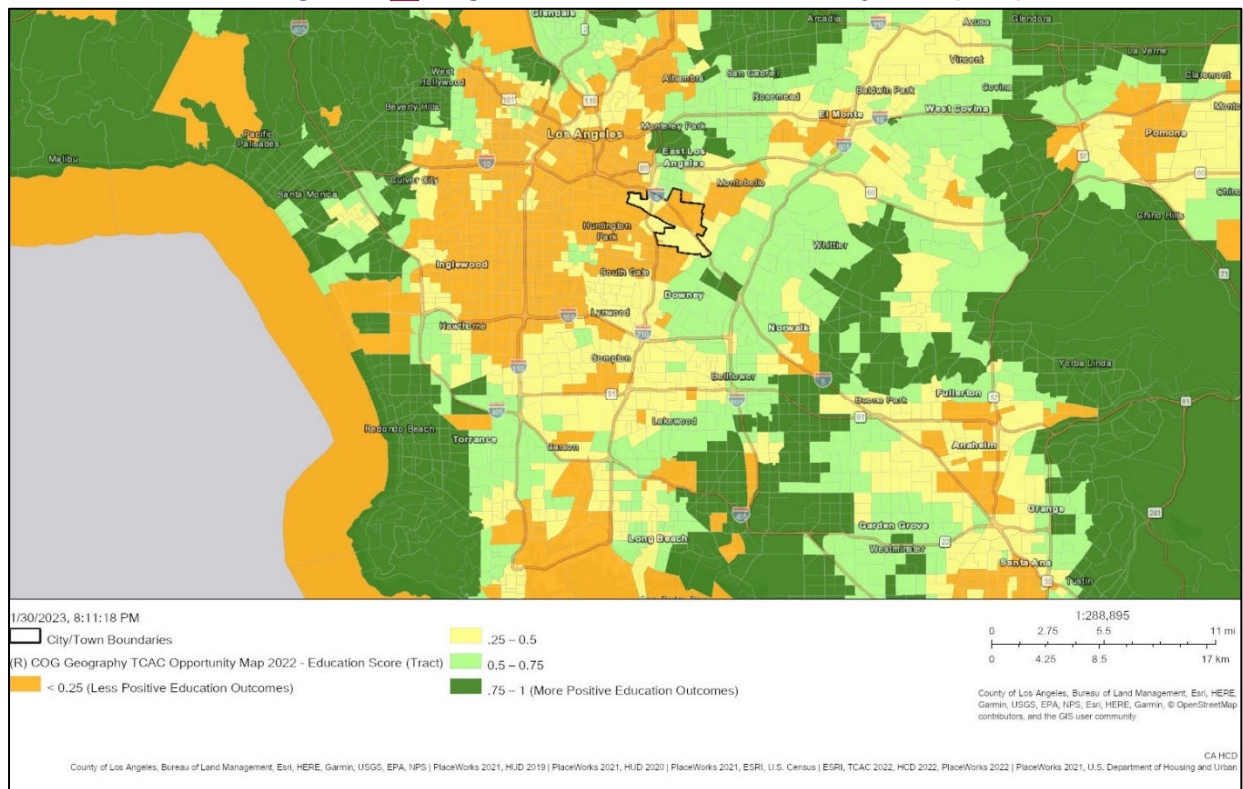 Glendale
Arcadia
Azusa
Glendora
La Verne
Claremont
West
Hollywood
Beverly Hills
Alhambra
San Gabriel
Rosemead
Vincent
Baldwin Park
Covina
West Covina
El Monte
Pacific
Palisades
Malibu
Santa Monica
Culver City
Los Angeles
Monterey Park
East Los
Angeles
Montebello
Pomona
Chino Hills
Huntington
Park
Whittier
Inglewood
South Gate
Downey
Lynwood
Hawthorne
Norwalk
Compton
Bellflower
Yorba Linda
Fullerton
Buena Park
Redondo Beach
Torrance
Lakewood
Carson
Anaheim
Orange
Long Beach
Garden Grove
Westminster
Santa Ana
Tustin
1/30/2023, 8:11:18 PM
City/Town Boundaries
(R) COG Geography TCAC Opportunity Map 2022 - Education Score (Tract)
< 0.25 (Less Positive Education Outcomes)
.25 – 0.5
0.5 – 0.75
.75 – 1 (More Positive Education Outcomes)
1:288,895
0 2.75 5.5 11 mi
0 4.25 8.5 17 km
County of Los Angeles, Bureau of Land Management, Esri, HERE,
Garmin, USGS, EPA, NPS, Esri, HERE, Garmin, © OpenStreetMap
contributors, and the GIS user community
CA HCD
County of Los Angeles, Bureau of Land Management, Esri, HERE, Garmin, USGS, EPA, NPS | PlaceWorks 2021, HUD 2019 | PlaceWorks 2021, HUD 2020 | PlaceWorks 2021, ESRI, U.S. Census | ESRI, TCAC 2022, HCD 2022, PlaceWorks 2022 | PlaceWorks 2021, U.S. Department of Housing and Urban